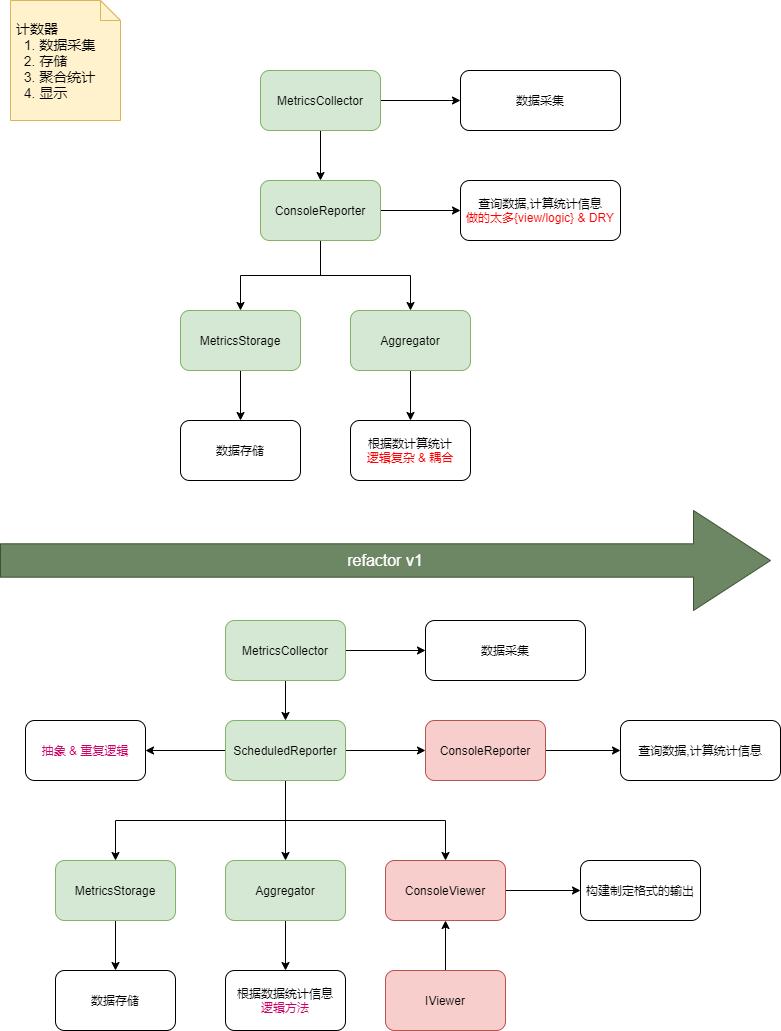 计数器
1. 数据采集
2. 存储
3. 聚合统计
4. 显示
MetricsCollector
数据采集
ConsoleReporter
查询数据,计算统计信息
做的太多{view/logic} & DRY
MetricsStorage
Aggregator
数据存储
根据数计算统计
逻辑复杂 & 耦合
refactor v1
MetricsCollector
数据采集
抽象 & 重复逻辑
ScheduledReporter
ConsoleReporter
查询数据,计算统计信息
MetricsStorage
Aggregator
ConsoleViewer
构建制定格式的输出
数据存储
根据数据统计信息
逻辑方法
IViewer